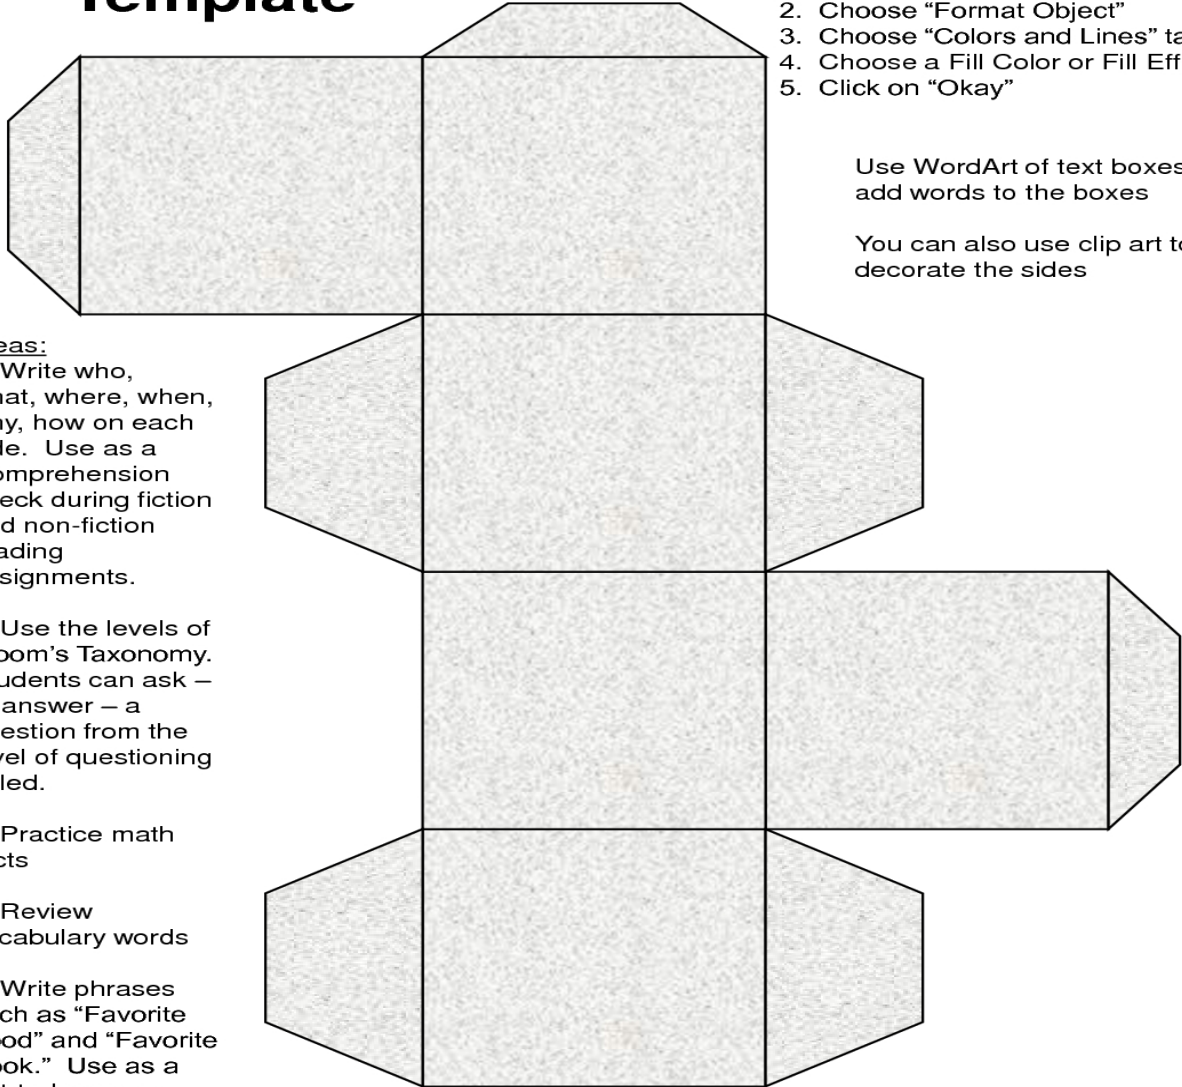 Template
2. Choose “Format Object”
3. Choose “Colors and Lines” ta
4. Choose a Fill Color or Fill Eff
5. Click on “Okay”
Use WordArt of text boxes
add words to the boxes
You can also use clip art to
decorate the sides
eas:
Write who,
hat, where, when,
hy, how on each
de. Use as a
omprehension
eck during fiction
d non-fiction
ading
signments.
Use the levels of
oom’s Taxonomy.
udents can ask –
answer – a
estion from the
vel of questioning
led.
Practice math
cts
Review
cabulary words
Write phrases
ch as “Favorite
ood” and “Favorite
ook.” Use as a